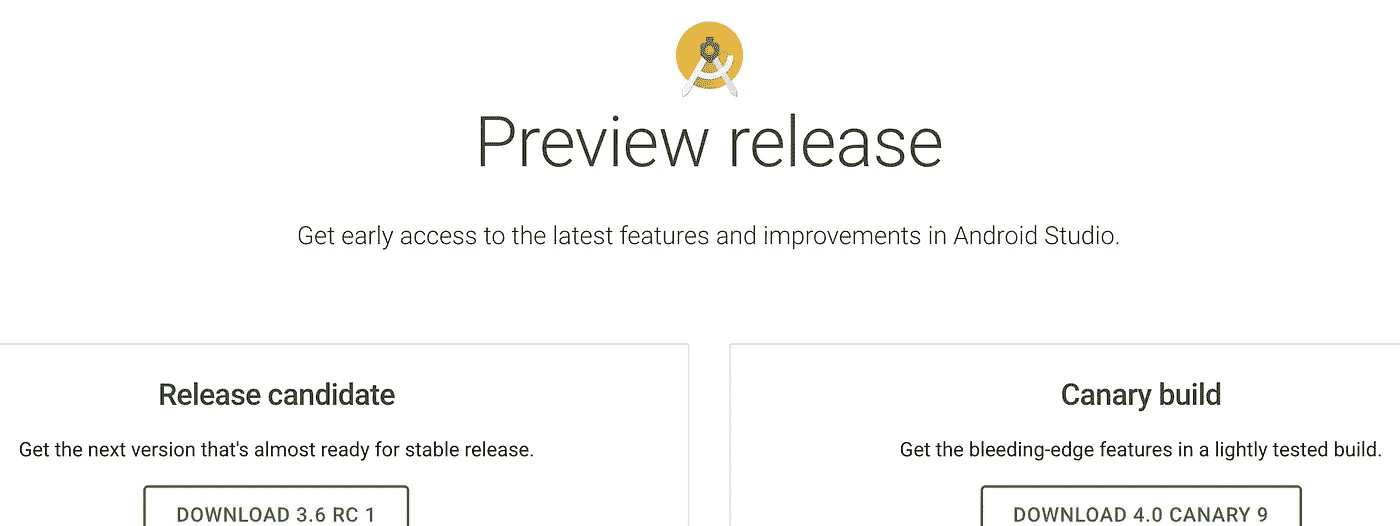 Preview release
Get early access to the latest features and improvements in Android Studio.
Release candidate
Get the next version that's almost ready for stable release.
DOWNLOAD 3.6 RC 1
Canary build
Get the bleeding-edge features in a lightly tested build.
DOWNLOAD 4.0 CANARY 9